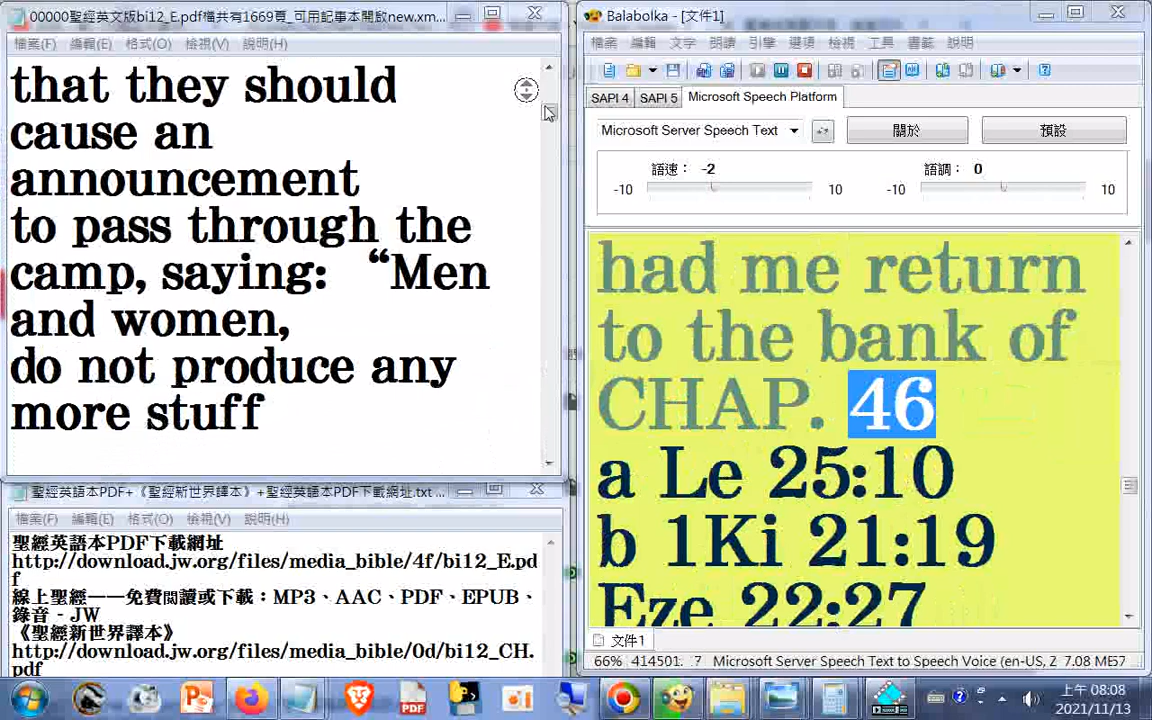 00000聖經英文版bi12_E.pdf檔共有1669頁_可用記事本開啟new.xm...
檔案(F) 編輯(E) 格式(O) 檢視(V) 說明(H)
that they should
cause an
announcement
to pass through the
camp, saying: “Men
and women,
do not produce any
more stuff
聖經英語本PDF+《聖經新世界譯本》+聖經英語本PDF下載網址.txt ...
檔案(F) 編輯(E) 格式(O) 檢視(V) 說明(H)
聖經英語本PDF下載網址
http://download.jw.org/files/media_bible/4f/bi12_E.pd
f
線上聖經——免費閱讀或下載：MP3、AAC、PDF、EPUB、
錄音 - JW
《聖經新世界譯本》
http://download.jw.org/files/media_bible/0d/bi12_CH.
pdf
Balabolka - [文件1]
檔案 編輯 文字 朗讀 引擎 選項 檢視 工具 書籤 說明
SAPI 4 SAPI 5 Microsoft Speech Platform
Microsoft Server Speech Text 關於 預設
語速： -2 語調： 0
-10 10 -10 10
had me return
to the bank of
CHAP. 46
a Le 25:10
b 1Ki 21:19
Eze 22:27
文件1
66% 414501. 7 Microsoft Server Speech Text to Speech Voice (en-US, Z 7.08 ME57
上午 08:08
2021/11/13